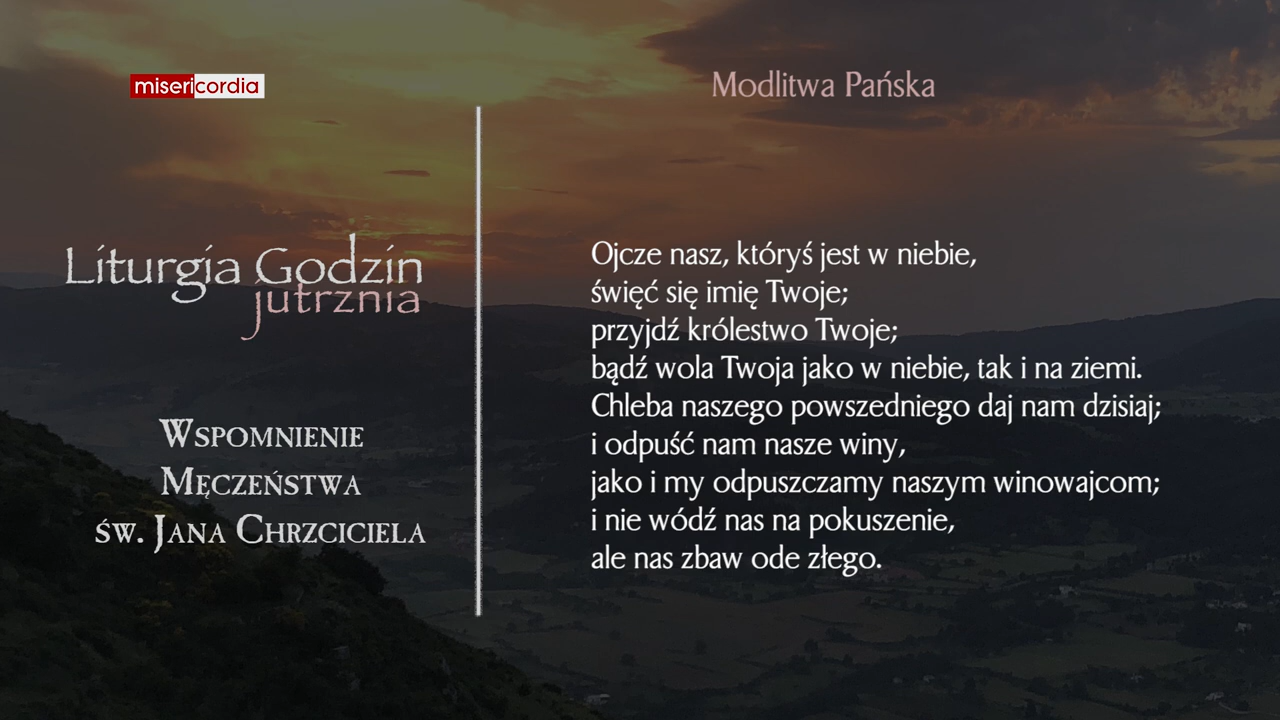 misericordia
Liturgia Godzin
jutrznia
Wspomnienie
Męczeństwa
św. Jana Chrzciciela
Modlitwa Pańska
Ojcze nasz, któryś jest w niebie,
święć się imię Twoje;
przyjdź królestwo Twoje;
bądź wola Twoja jako w niebie, tak i na ziemi.
Chleba naszego powszedniego daj nam dzisiaj;
i odpuść nam nasze winy,
jako i my odpuszczamy naszym winowajcom;
i nie wódź nas na pokuszenie,
ale nas zbaw ode złego.